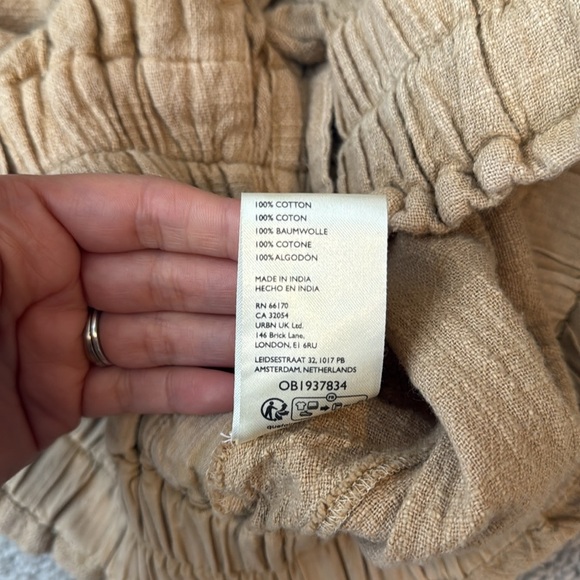 100% COTTON
100% COTON
100% BAUMWOLLE
100% COTONE
100% ALGODÓN
MADE IN INDIA
HECHO EN INDIA
RN 66170
CA 32054
URBN UK Ltd.
146 Brick Lane,
LONDON, E1 6RU
LEIDSESTRAAT 32, 1017 PB
AMSTERDAM, NETHERLANDS
OB1937834
FR